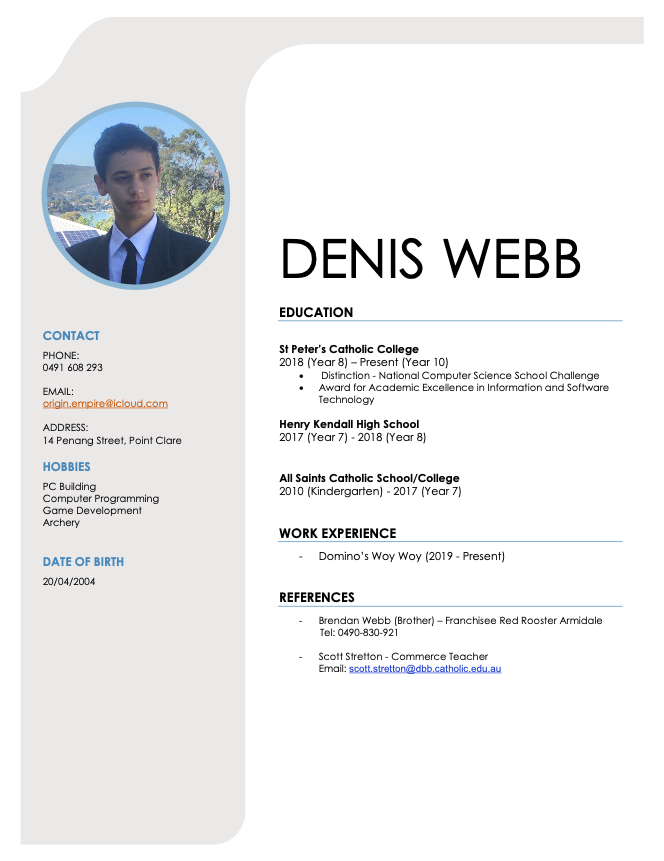 DENIS WEBB
CONTACT
PHONE:
0491 608 293
EMAIL:
origin.empire@icloud.com
ADDRESS:
14 Penang Street, Point Clare
HOBBIES
PC Building
Computer Programming
Game Development
Archery
DATE OF BIRTH
20/04/2004
EDUCATION
St Peter's Catholic College
2018 (Year 8) – Present (Year 10)
• Distinction - National Computer Science School Challenge
• Award for Academic Excellence in Information and Software
Technology
Henry Kendall High School
2017 (Year 7) - 2018 (Year 8)
All Saints Catholic School/College
2010 (Kindergarten) - 2017 (Year 7)
WORK EXPERIENCE
- Domino's Woy Woy (2019 - Present)
REFERENCES
- Brendan Webb (Brother) – Franchisee Red Rooster Armidale
Tel: 0490-830-921
- Scott Stretton - Commerce Teacher
Email: scott.stretton@dbb.catholic.edu.au